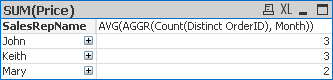 SUM(Price) XL
SalesRepName AVG(AGGR(Count(Distinct OrderID), Month))
John 3
Keith 3
Mary 2